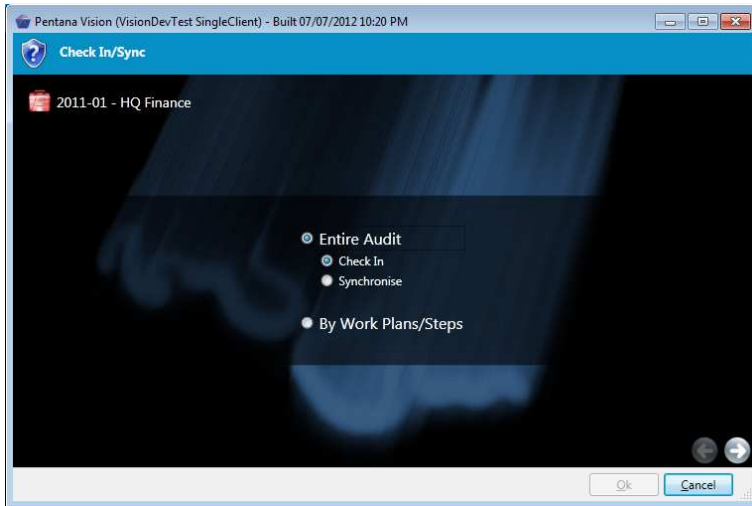 Pentana Vision (VisionDevTest SingleClient) - Built 07/07/2012 10:20 PM
Check In/Sync
2011-01 - HQ Finance
Entire Audit
Check In
Synchronise
By Work Plans/Steps
Ok
Cancel